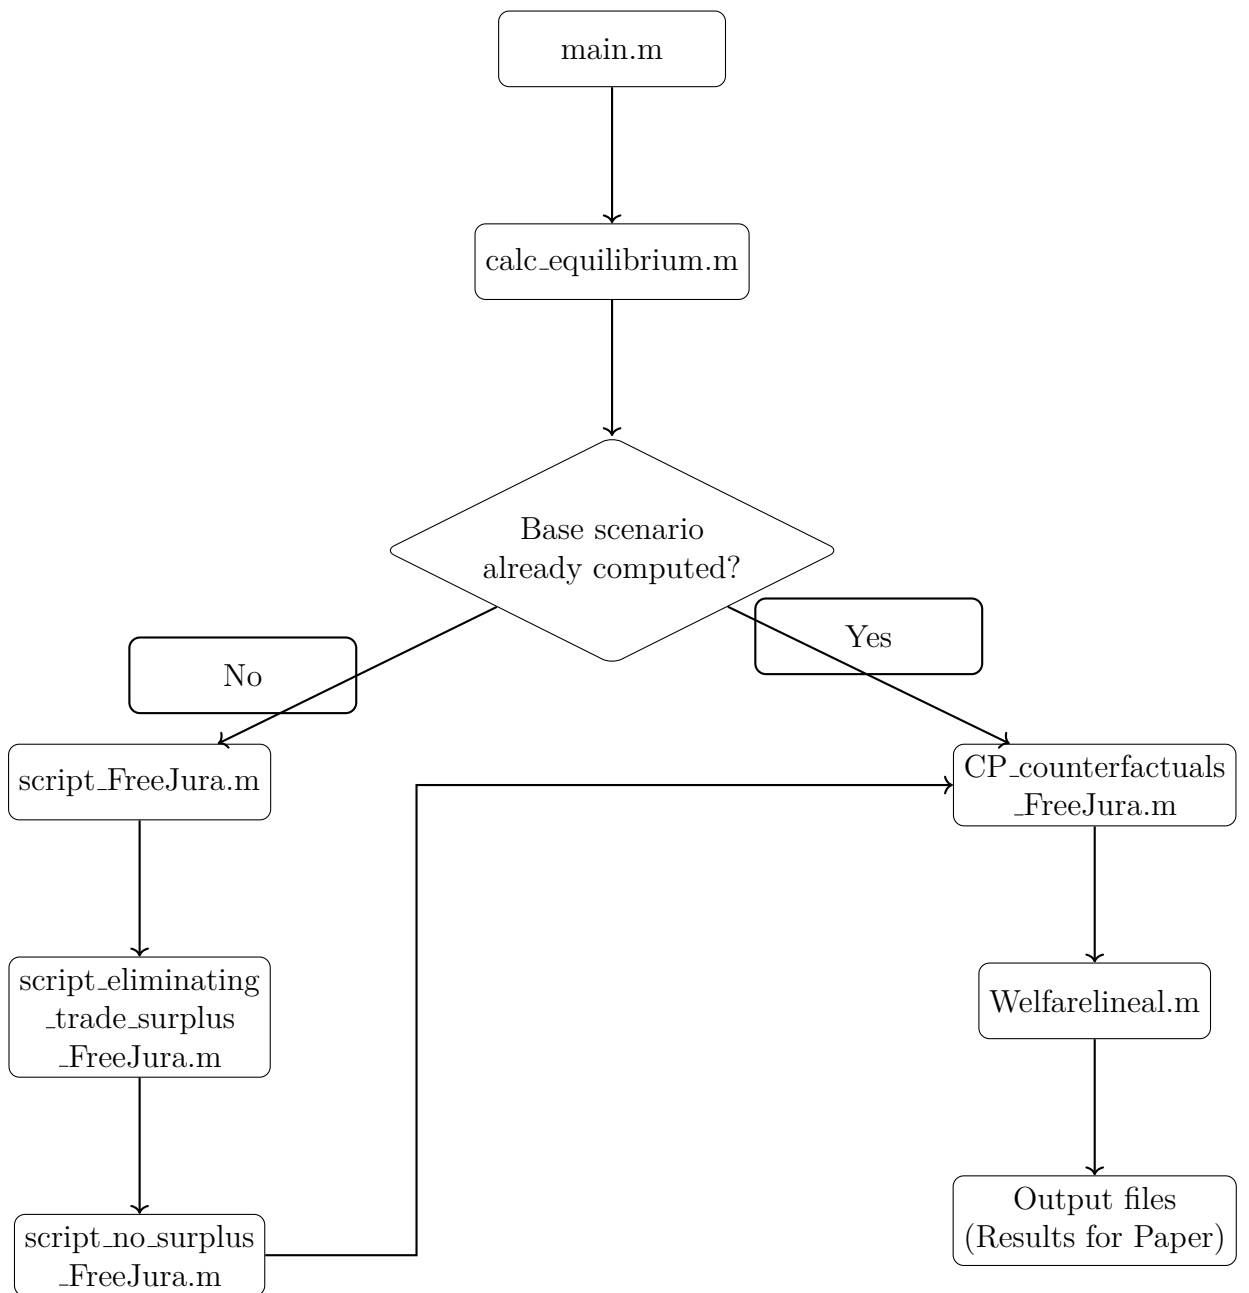 main.m
calc_equilibrium.m
Base scenario
already computed?
No
Yes
script_FreeJura.m
CP_counterfactuals
_FreeJura.m
script_eliminating
_trade_surplus
_FreeJura.m
Welfarelineal.m
script_no_surplus
_FreeJura.m
Output files
(Results for Paper)